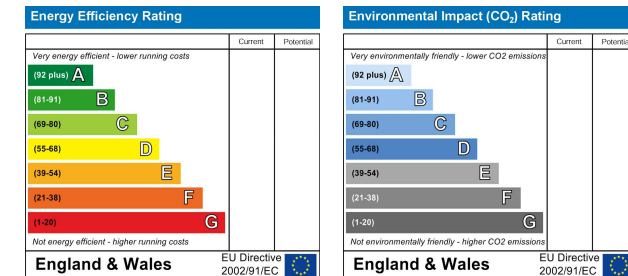 Energy Efficiency Rating
Current Potential
Very energy efficient - lower running costs
(92 plus) A
(81-91) B
(69-80) C
(55-68) D
(39-54) E
(21-38) F
(1-20) G
Not energy efficient - higher running costs
England & Wales
EU Directive
2002/91/EC
Environmental Impact (CO₂) Rating
Current Potential
Very environmentally friendly - lower CO2 emissions
(92 plus) A
(81-91) B
(69-80) C
(55-68) D
(39-54) E
(21-38) F
(1-20) G
Not environmentally friendly - higher CO2 emissions
England & Wales
EU Directive
2002/91/EC